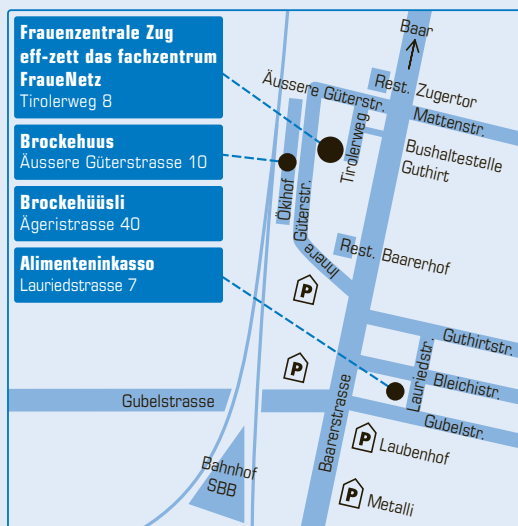 Frauenzentrale Zug
eff-zett das fachzentrum
FraueNetz
Tirolerweg 8
Brockehuus
Äussere Güterstrasse 10
Brockehüüsli
Ägeristrasse 40
Alimenteninkasso
Lauriedstrasse 7
Baar
Rest. Zugertor
Äussere Güterstr.
Mattenstr.
Tirolerweg
Bushaltestelle
Guthirt
Ökihof
Güterstr.
Innere
Rest. Baarerhof
P
Guthirtstr.
P
Lauriedstr.
Bleichistr.
Gubelstrasse
Baarerstrasse
Gubelstr.
P Laubenhof
Bahnhof
SBB
P Metalli